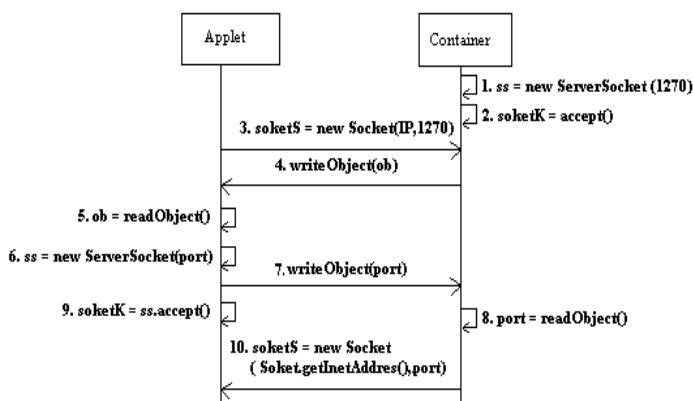 Applet
Container
1. ss = new ServerSocket (1270)
2. soketK = accept()
3. soketS = new Socket(IP,1270)
4. writeObject(ob)
5. ob = readObject()
6. ss = new ServerSocket(port)
7. writeObject(port)
9. soketK = ss.accept()
8. port = readObject()
10. soketS = new Socket
( Soket.getInetAddres(),port)